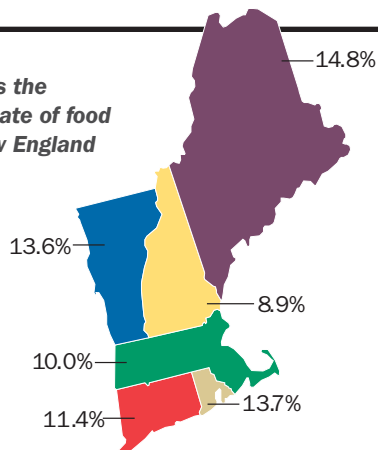 14.8%
s the
ate of food
England
13.6%
8.9%
10.0%
13.7%
11.4%